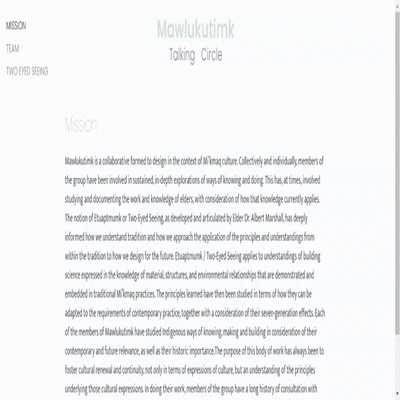 MISSION
TEAM
TWO EYED SEEING
Mawlukutimk
Talking Circle
Mission
Mawlukutimk is a collaborative formed to design in the context of Mi'kmaq culture. Collectively and individually, members of
the group have been involved in sustained, in-depth explorations of ways of knowing and doing. This has, at times, involved
studying and documenting the work and knowledge of elders, with consideration of how that knowledge currently applies.
The notion of Etuaptmumk or Two-Eyed Seeing, as developed and articulated by Elder Dr. Albert Marshall, has deeply
informed how we understand tradition and how we approach the application of the principles and understandings from
within the tradition to how we design for the future. Etuaptmumk / Two-Eyed Seeing applies to understandings of building
science expressed in the knowledge of material, structures, and environmental relationships that are demonstrated and
embedded in traditional Mi'kmaq practices. The principles learned have then been studied in terms of how they can be
adapted to the requirements of contemporary practice, together with a consideration of their seven-generation effects. Each
of the members of Mawlukutimk have studied Indigenous ways of knowing, making and building in consideration of their
contemporary and future relevance, as well as their historic importance.The purpose of this body of work has always been to
foster cultural renewal and continuity, not only in terms of expressions of culture, but an understanding of the principles
underlying those cultural expressions. In doing their work, members of the group have a long history of consultation with